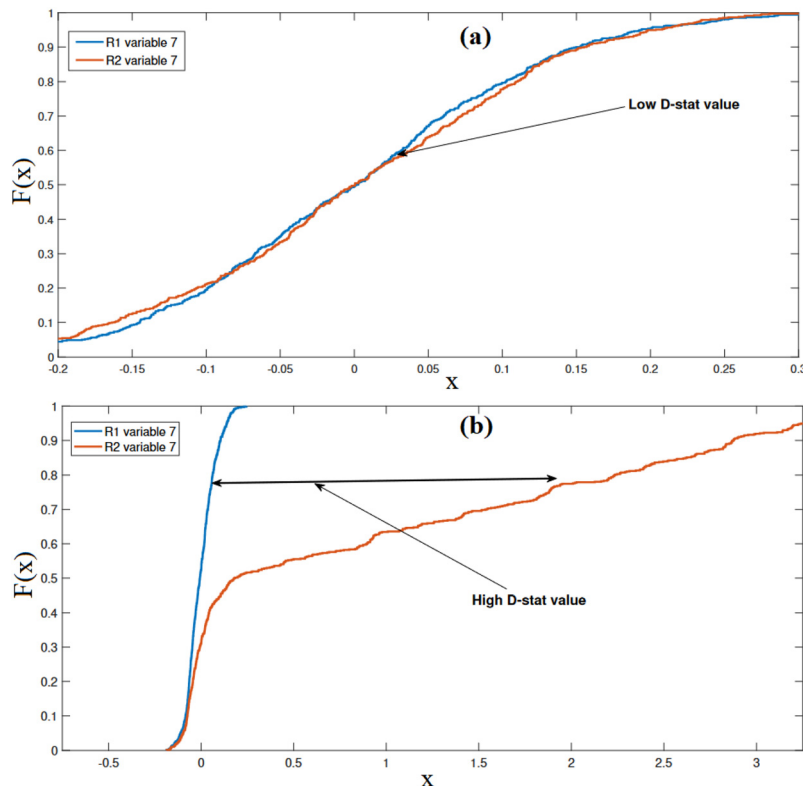 (a)
R1 variable 7
R2 variable 7
Low D-stat value
F(x)
1
0.9
0.8
0.7
0.6
0.5
0.4
0.3
0.2
0.1
0
-0.2 -0.15 -0.1 -0.05 0 0.05 0.1 0.15 0.2 0.25 0.3
x
(b)
R1 variable 7
R2 variable 7
High D-stat value
F(x)
1
0.9
0.8
0.7
0.6
0.5
0.4
0.3
0.2
0.1
0
-0.5 0 0.5 1 1.5 2 2.5 3
x